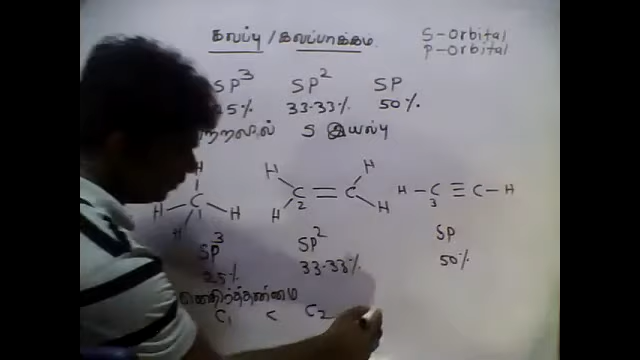 கலப்பு / கலப்பாக்கம்
S-orbital
P-orbital
SP³ SP² SP
25% 33.33% 50%
S இயல்பு
H H
H C H C = C H - C ≡ C - H
1 2 3
H H H
SP³ SP² SP
25% 33.33% 50%
C₁ < C₂